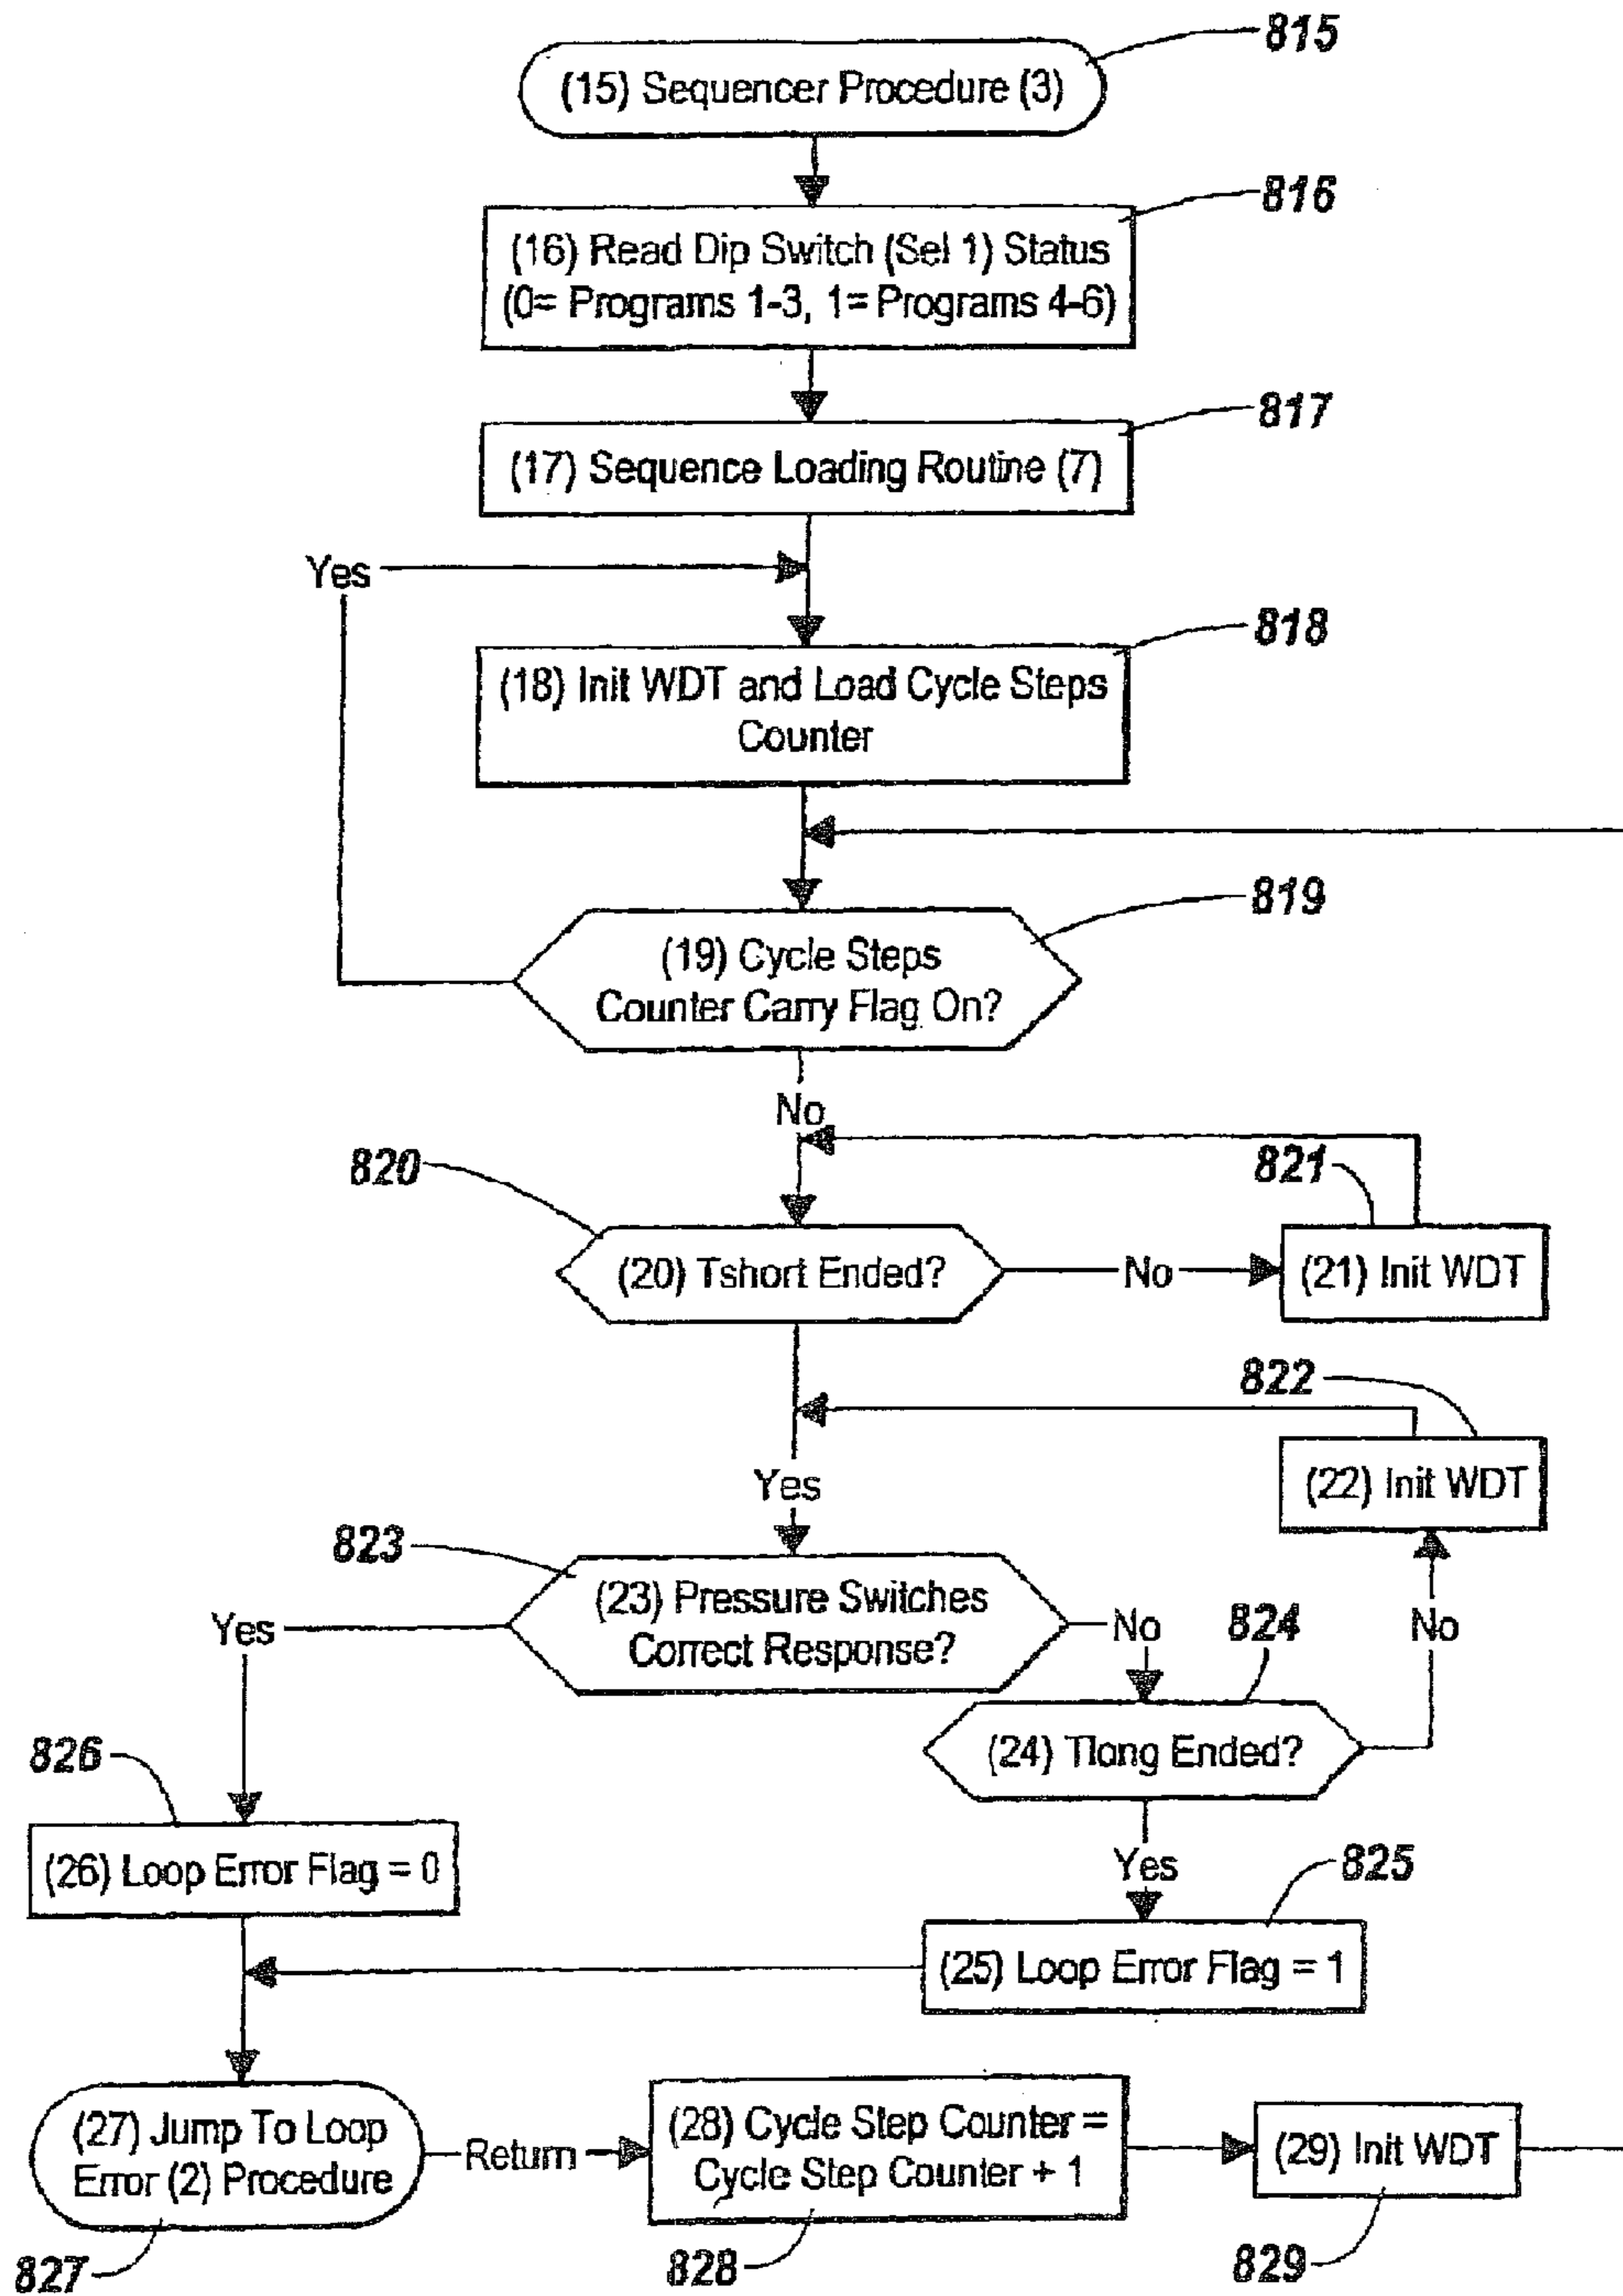 815
(15) Sequencer Procedure (3)
816
(16) Read Dip Switch (Sel 1) Status
(0= Programs 1-3, 1= Programs 4-6)
817
(17) Sequence Loading Routine (7)
Yes
818
(18) Init WDT and Load Cycle Steps
Counter
819
(19) Cycle Steps
Counter Carry Flag On?
No
820
821
(20) Tshort Ended?
No
(21) Init WDT
822
Yes
(22) Init WDT
823
(23) Pressure Switches
Correct Response?
Yes
No
824
No
(24) Tlong Ended?
826
Yes
825
(26) Loop Error Flag = 0
(25) Loop Error Flag = 1
(27) Jump To Loop
Error (2) Procedure
Return
(28) Cycle Step Counter =
Cycle Step Counter + 1
(29) Init WDT
827
828
829